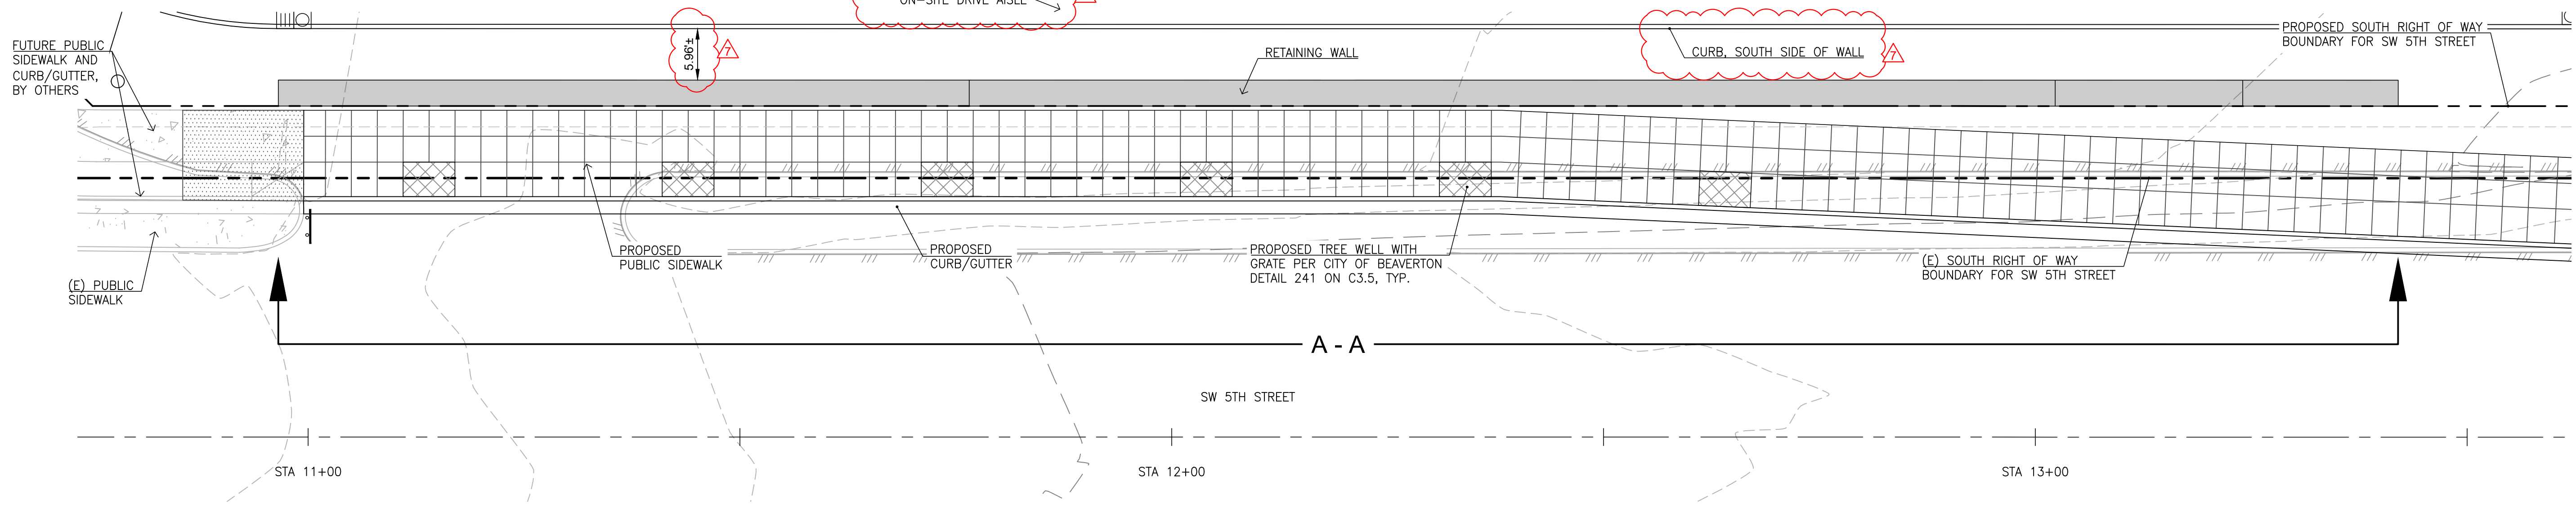 ON-SITE DRIVE AISLE
FUTURE PUBLIC
SIDEWALK AND
CURB/GUTTER,
BY OTHERS
5.96'±
7
RETAINING WALL
CURB, SOUTH SIDE OF WALL
7
PROPOSED SOUTH RIGHT OF WAY
BOUNDARY FOR SW 5TH STREET
(E) PUBLIC
SIDEWALK
PROPOSED
PUBLIC SIDEWALK
PROPOSED
CURB/GUTTER
PROPOSED TREE WELL WITH
GRATE PER CITY OF BEAVERTON
DETAIL 241 ON C3.5, TYP.
(E) SOUTH RIGHT OF WAY
BOUNDARY FOR SW 5TH STREET
A - A
SW 5TH STREET
STA 11+00
STA 12+00
STA 13+00